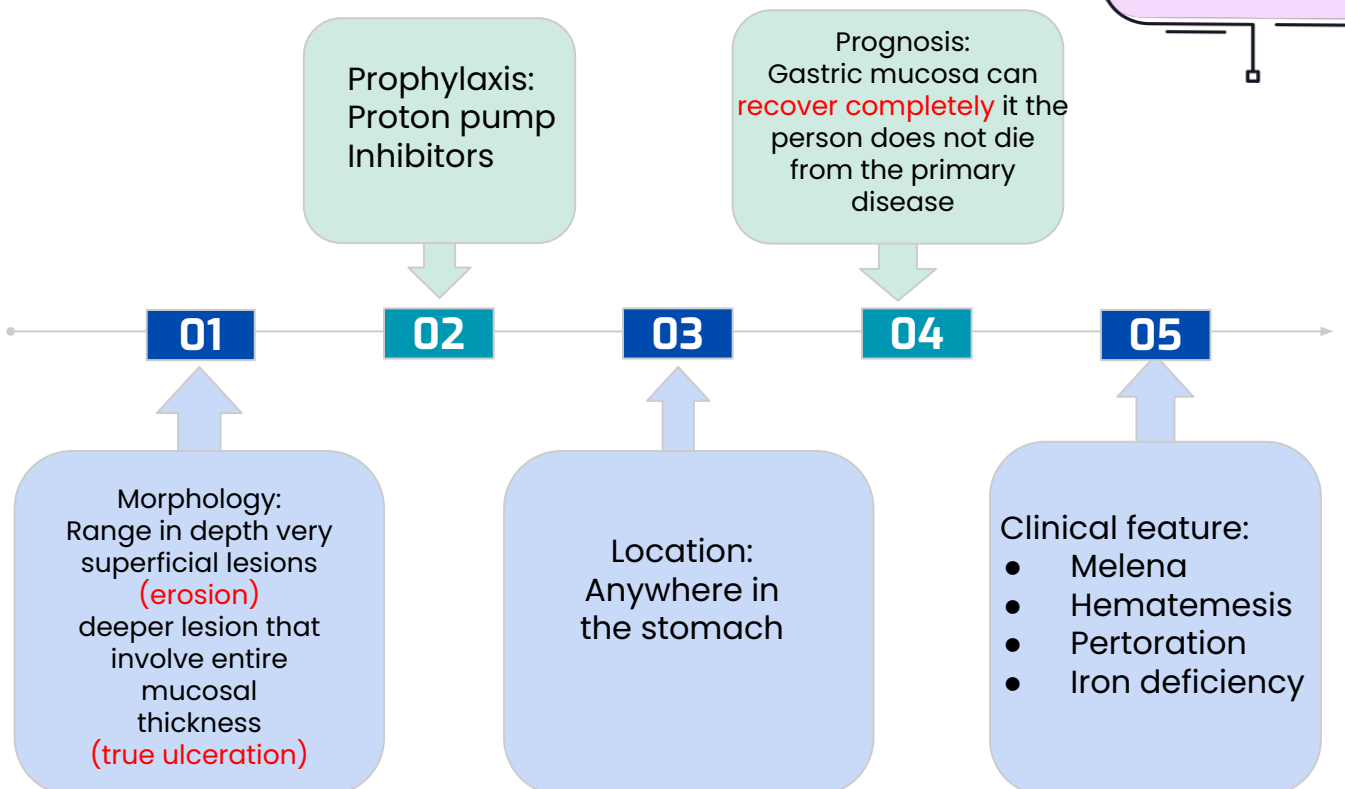 Prophylaxis:
Proton pump
Inhibitors
Prognosis:
Gastric mucosa can
recover completely it the
person does not die
from the primary
disease
01
02
03
04
05
Morphology:
Range in depth very
superficial lesions
(erosion)
deeper lesion that
involve entire
mucosal
thickness
(true ulceration)
Location:
Anywhere in
the stomach
Clinical feature:
● Melena
● Hematemesis
● Pertoration
● Iron deficiency